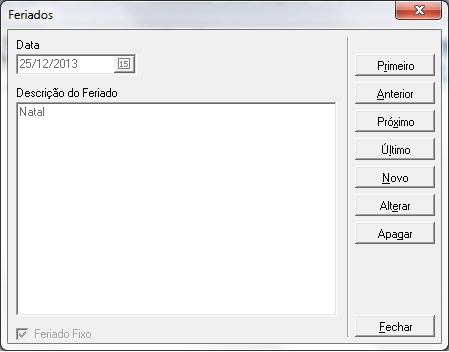 Feriados
Data
25/12/2013
15
Descrição do Feriado
Natal
Feriado Fixo
Primeiro
Anterior
Próximo
Último
Novo
Alterar
Apagar
Fechar